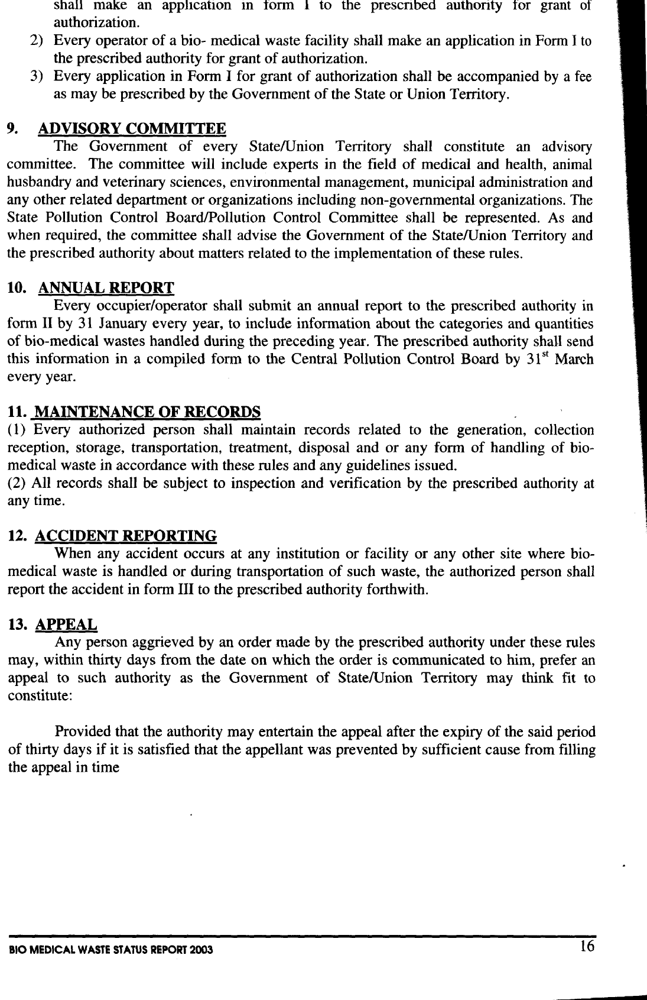 shall make an application in form I to the prescribed authority for grant of
authorization.
2) Every operator of a bio- medical waste facility shall make an application in Form I to
the prescribed authority for grant of authorization.
3) Every application in Form I for grant of authorization shall be accompanied by a fee
as may be prescribed by the Government of the State or Union Territory.
9. ADVISORY COMMITTEE
The Government of every State/Union Territory shall constitute an advisory
committee. The committee will include experts in the field of medical and health, animal
husbandry and veterinary sciences, environmental management, municipal administration and
any other related department or organizations including non-governmental organizations. The
State Pollution Control Board/Pollution Control Committee shall be represented. As and
when required, the committee shall advise the Government of the State/Union Territory and
the prescribed authority about matters related to the implementation of these rules.
10. ANNUAL REPORT
Every occupier/operator shall submit an annual report to the prescribed authority in
form II by 31 January every year, to include information about the categories and quantities
of bio-medical wastes handled during the preceding year. The prescribed authority shall send
this information in a compiled form to the Central Pollution Control Board by 31st March
every year.
11. MAINTENANCE OF RECORDS
(1) Every authorized person shall maintain records related to the generation, collection
reception, storage, transportation, treatment, disposal and or any form of handling of bio-
medical waste in accordance with these rules and any guidelines issued.
(2) All records shall be subject to inspection and verification by the prescribed authority at
any time.
12. ACCIDENT REPORTING
When any accident occurs at any institution or facility or any other site where bio-
medical waste is handled or during transportation of such waste, the authorized person shall
report the accident in form III to the prescribed authority forthwith.
13. APPEAL
Any person aggrieved by an order made by the prescribed authority under these rules
may, within thirty days from the date on which the order is communicated to him, prefer an
appeal to such authority as the Government of State/Union Territory may think fit to
constitute:
Provided that the authority may entertain the appeal after the expiry of the said period
of thirty days if it is satisfied that the appellant was prevented by sufficient cause from filling
the appeal in time
BIO MEDICAL WASTE STATUS REPORT 2003
16